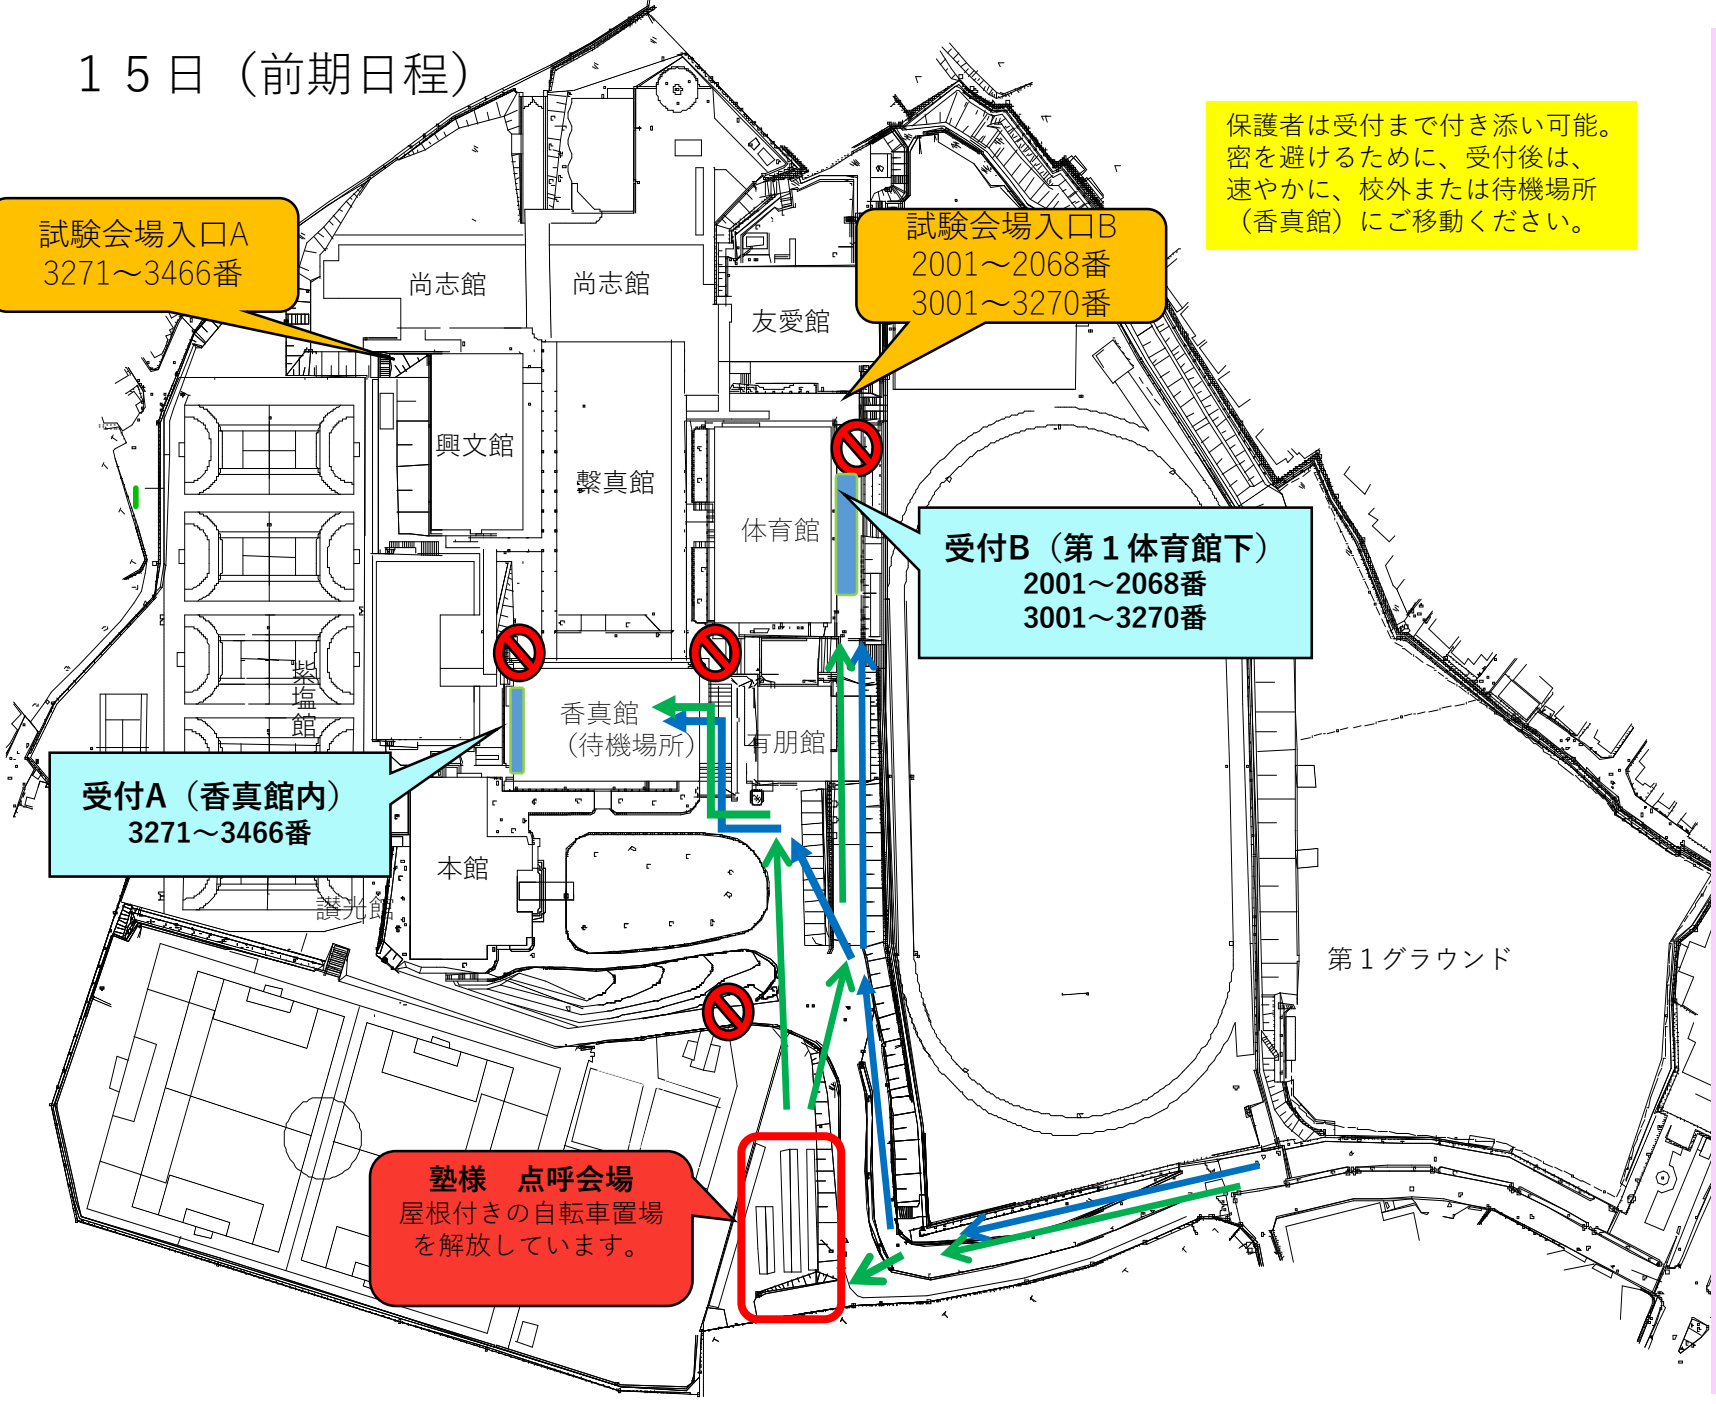 １５日（前期日程）
保護者は受付まで付き添い可能。
密を避けるために、受付後は、
速やかに、校外または待機場所
（香真館）にご移動ください。
試験会場入口A
3271～3466番
試験会場入口B
2001～2068番
3001～3270番
尚志館
尚志館
友愛館
興文館
繋真館
体育館
受付B（第１体育館下）
2001～2068番
3001～3270番
紫塩館
香真館
（待機場所）
有朋館
受付A（香真館内）
3271～3466番
本館
讃光館
第１グラウンド
塾様　点呼会場
屋根付きの自転車置場
を解放しています。